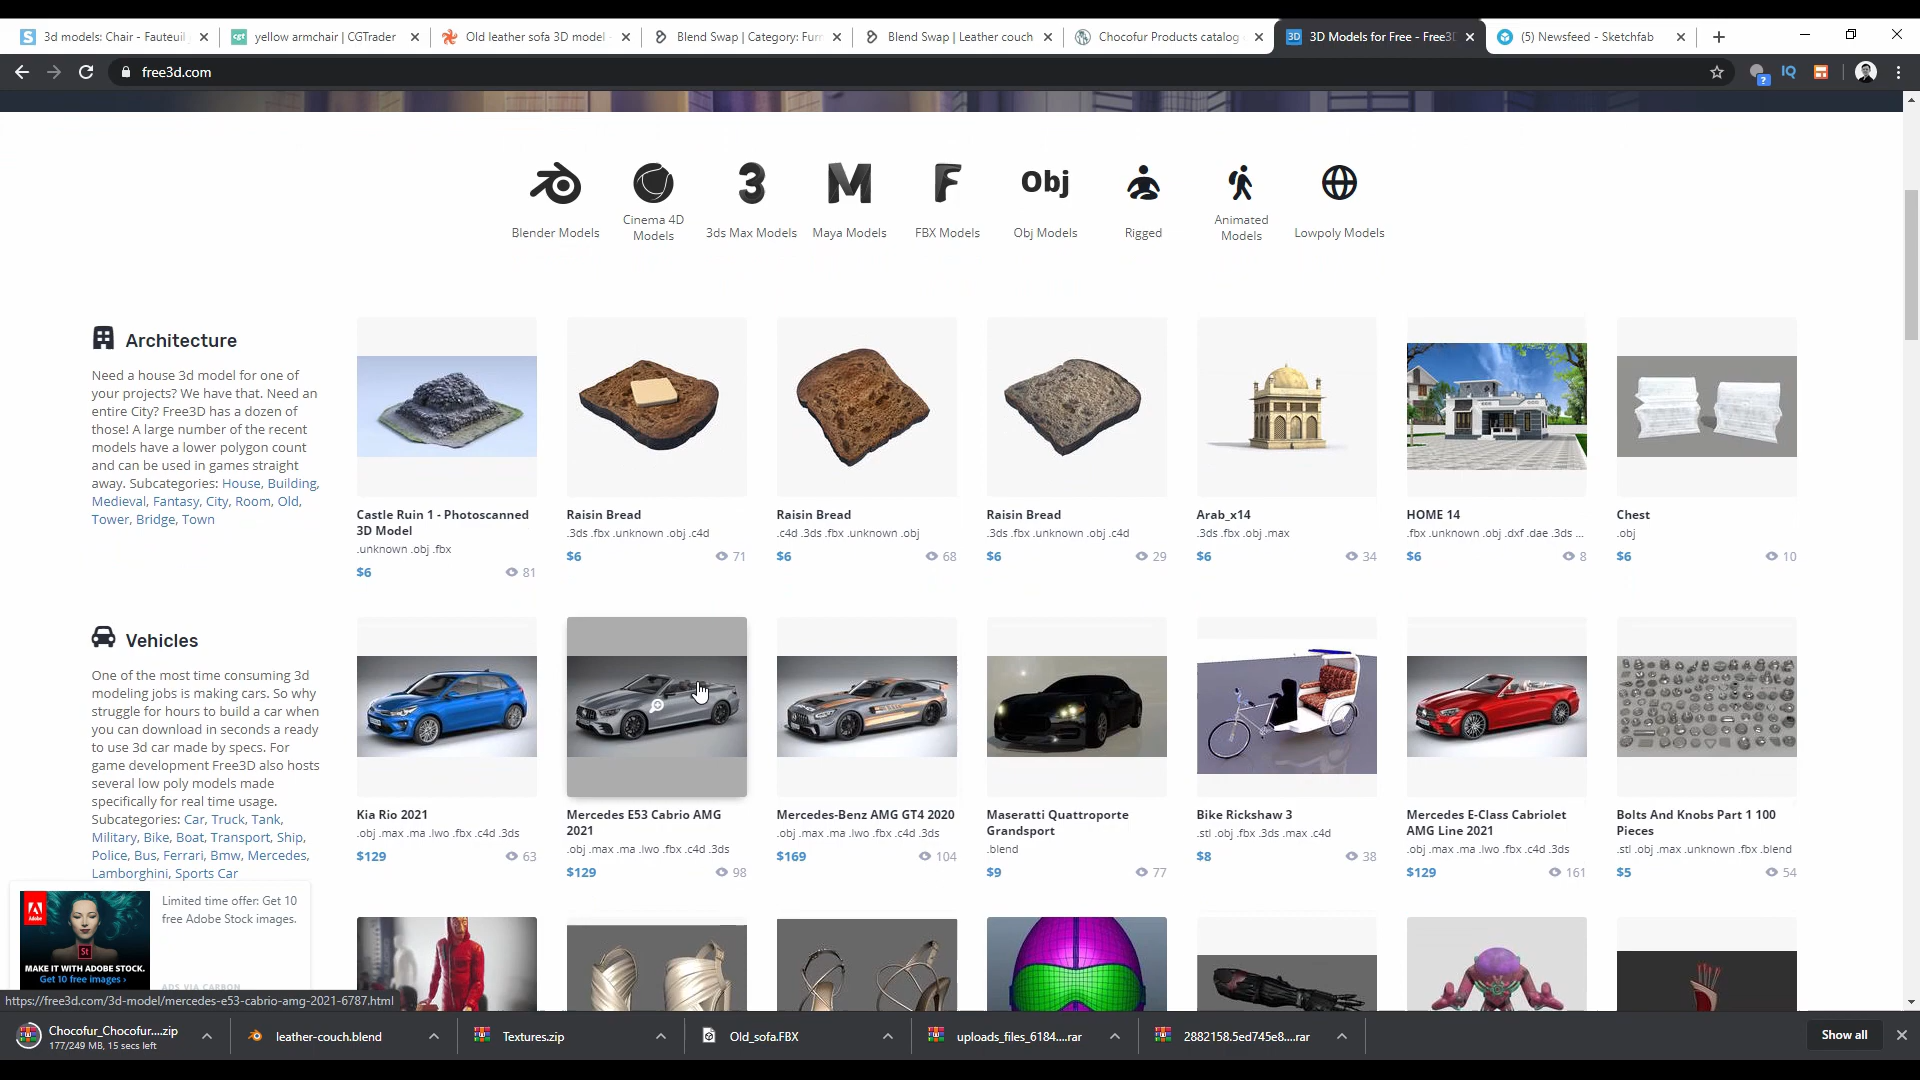 3d models: Chair - Fauteuil
yellow armchair | CGTrader
Old leather sofa 3D model -
Blend Swap | Category: Furn
Blend Swap | Leather couch
Chocofur Products catalog
3D Models for Free - Free3D
(5) Newsfeed - Sketchfab
free3d.com
3
M
F
Obj
Blender Models
Cinema 4D
Models
3ds Max Models
Maya Models
FBX Models
Obj Models
Rigged
Animated
Models
Lowpoly Models
Architecture
Need a house 3d model for one of
your projects? We have that. Need an
entire City? Free3D has a dozen of
those! A large number of the recent
models have a lower polygon count
and can be used in games straight
away. Subcategories: House, Building,
Medieval, Fantasy, City, Room, Old,
Tower, Bridge, Town
Castle Ruin 1 - Photoscanned
3D Model
.unknown .obj .fbx
$6 81
Raisin Bread
.3ds .fbx .unknown .obj .c4d
$6 71
Raisin Bread
.c4d .3ds .fbx .unknown .obj
$6 68
Raisin Bread
.3ds .fbx .unknown .obj .c4d
$6 29
Arab_x14
.3ds .fbx .obj .max
$6 34
HOME 14
.fbx .unknown .obj .dxf .dae .3ds ...
$6 8
Chest
.obj
$6 10
Vehicles
One of the most time consuming 3d
modeling jobs is making cars. So why
struggle for hours to build a car when
you can download in seconds a ready
to use 3d car made by specs. For
game development Free3D also hosts
several low poly models made
specifically for real time usage.
Subcategories: Car, Truck, Tank,
Military, Bike, Boat, Transport, Ship,
Police, Bus, Ferrari, Bmw, Mercedes,
Lamborghini, Sports Car
Kia Rio 2021
.obj .max .ma .lwo .fbx .c4d .3ds
$129 63
Mercedes E53 Cabrio AMG
2021
.obj .max .ma .lwo .fbx .c4d .3ds
$129 98
Mercedes-Benz AMG GT4 2020
.obj .max .ma .lwo .fbx .c4d .3ds
$169 104
Maseratti Quattroporte
Grandsport
.blend
$9 77
Bike Rickshaw 3
.stl .obj .fbx .3ds .max .c4d
$8 38
Mercedes E-Class Cabriolet
AMG Line 2021
.obj .max .ma .lwo .fbx .c4d .3ds
$129 161
Bolts And Knobs Part 1 100
Pieces
.stl .obj .max .unknown .fbx .blend
$5 54
Limited time offer: Get 10
free Adobe Stock images.
St
MAKE IT WITH ADOBE STOCK.
Get 10 free images ›
ADS VIA CARBON
https://free3d.com/3d-model/mercedes-e53-cabrio-amg-2021-6787.html
Chocofur_Chocofur....zip
177/249 MB, 15 secs left
leather-couch.blend
Textures.zip
Old_sofa.FBX
uploads_files_6184....rar
2882158.5ed745e8....rar
Show all